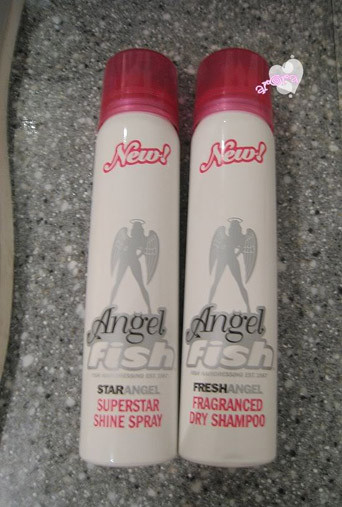 New!
Angel
fish
STARANGEL
SUPERSTAR
SHINE SPRAY
New!
Angel
fish
FRESHANGEL
FRAGRANCED
DRY SHAMPOO